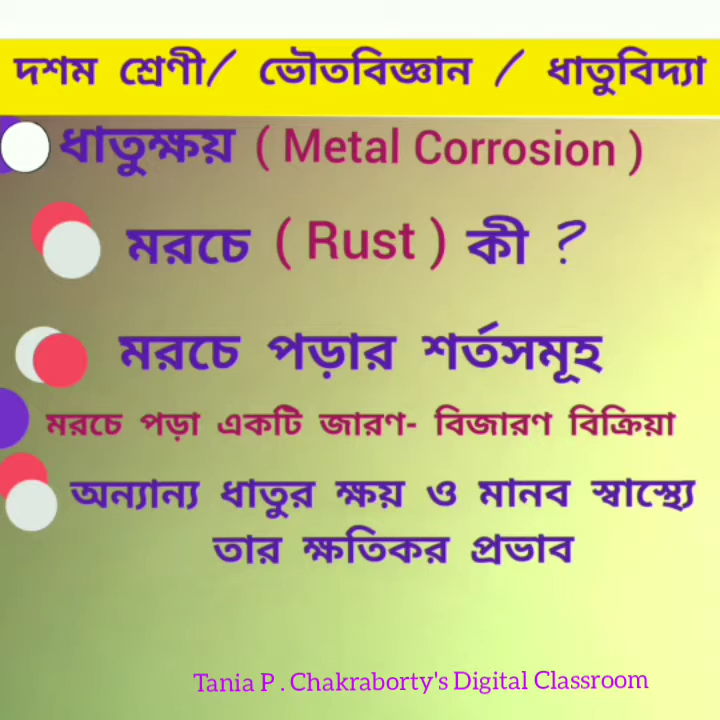 দশম শ্রেণী/ ভৌতবিজ্ঞান / ধাতুবিদ্যা
ধাতুক্ষয় ( Metal Corrosion )
মরচে ( Rust ) কী ?
মরচে পড়ার শর্তসমূহ
মরচে পড়া একটি জারণ- বিজারণ বিক্রিয়া
অন্যান্য ধাতুর ক্ষয় ও মানব স্বাস্থ্যে
তার ক্ষতিকর প্রভাব
Tania P . Chakraborty's Digital Classroom